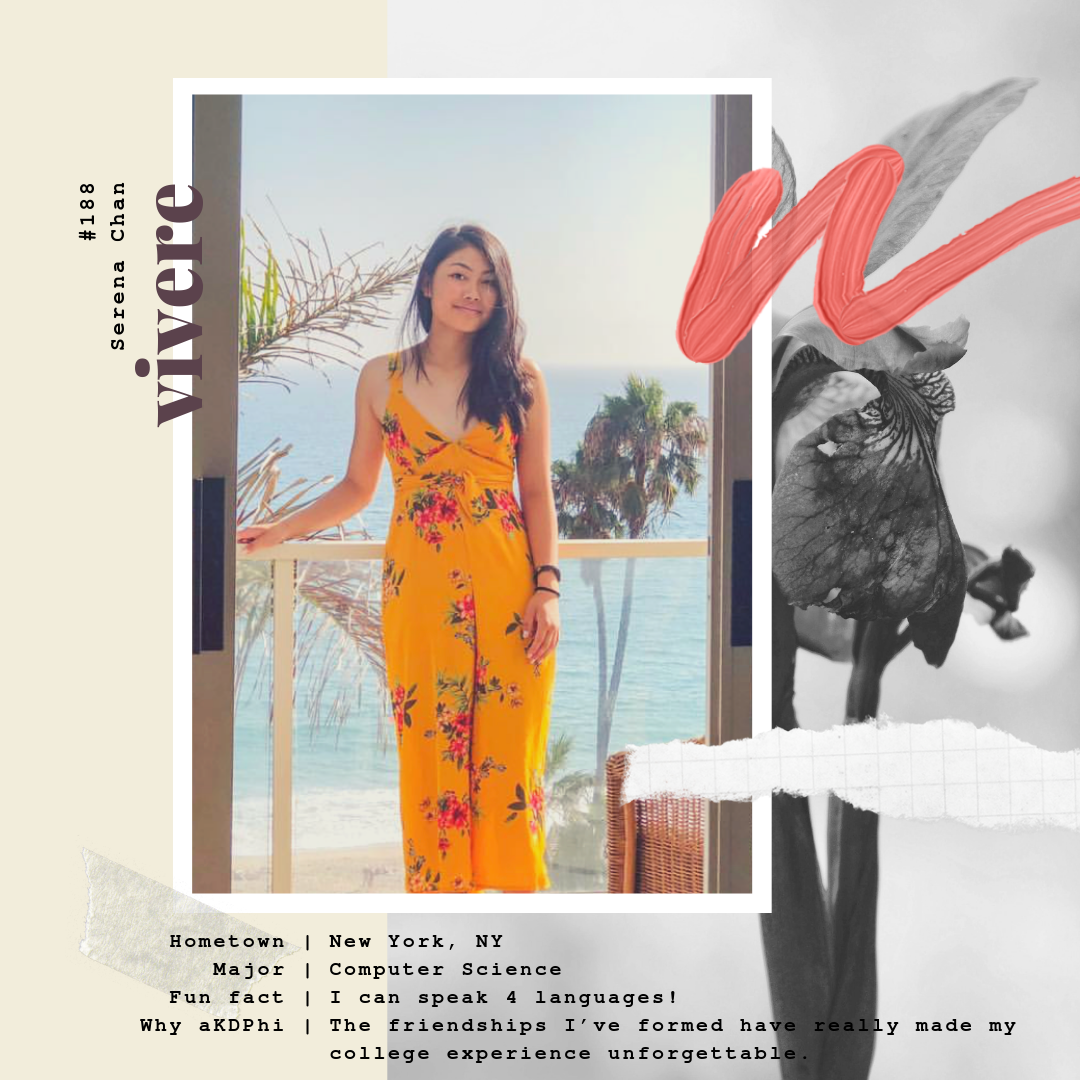 #188
Serena Chan
vivere
Hometown | New York, NY
Major | Computer Science
Fun fact | I can speak 4 languages!
Why aKDPhi | The friendships I’ve formed have really made my
college experience unforgettable.